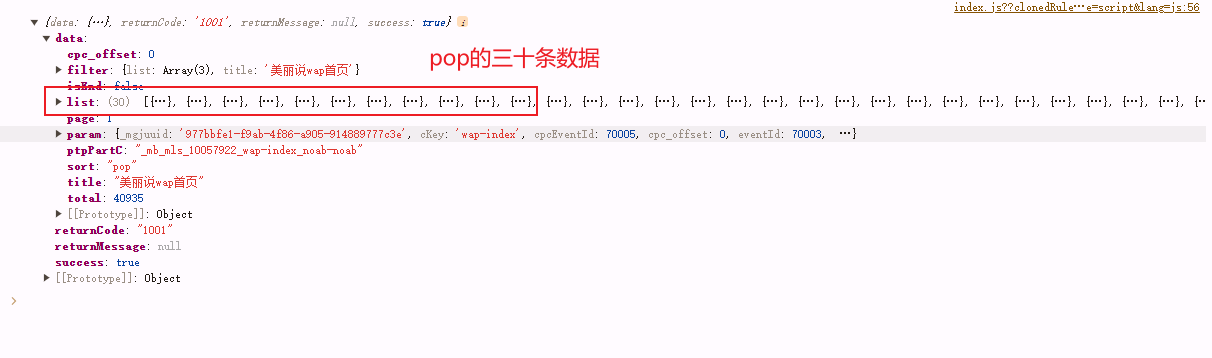 index.js??clonedRule…e=script&lang=js:56
▼ {data: {…}, returnCode: '1001', returnMessage: null, success: true} i
▼ data:
cpc_offset: 0
▶ filter: {list: Array(3), title: '美丽说wap首页'}
pop的三十条数据
isEnd: false
▶ list: (30) [{…}, {…}, {…}, {…}, {…}, {…}, {…}, {…}, {…}, {…}, {…}, {…}, {…}, {…}, {…}, {…}, {…}, {…}, {…}, {…}, {…}, {…}, {…}, {…}, {…}, {…}, {…}, {…}, {…}, {…
page: 1
▶ param: {_mgjuuid: '977bbfe1-f9ab-4f86-a905-914889777c3e', cKey: 'wap-index', cpcEventId: 70005, cpc_offset: 0, eventId: 70003, …}
ptpPartC: "_mb_mls_10057922_wap-index_noab-noab"
sort: "pop"
title: "美丽说wap首页"
total: 40935
▶ [[Prototype]]: Object
returnCode: "1001"
returnMessage: null
success: true
▶ [[Prototype]]: Object